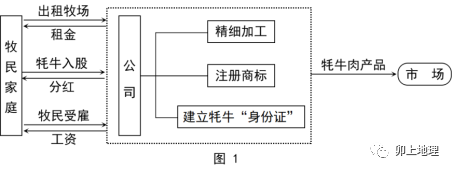 牧民家庭
出租牧场
租金
牦牛入股
分红
牧民受雇
工资
公司
精细加工
注册商标
建立牦牛“身份证”
牦牛肉产品
市 场
图 1
卯上地理